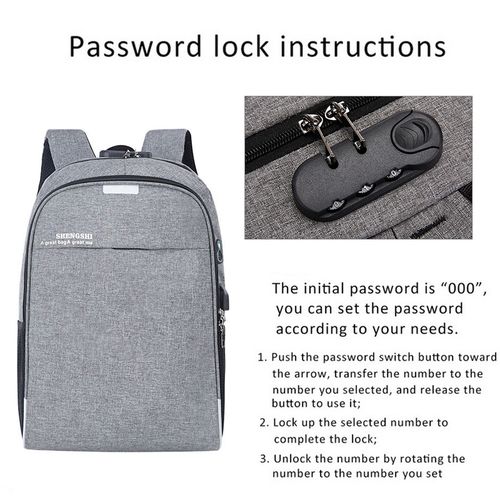 Password lock instructions
SHENGSHI
A great bagA great man
The initial password is “000”,
you can set the password
according to your needs.
1. Push the password switch button toward
the arrow, transfer the number to the
number you selected, and release the
button to use it;
2. Lock up the selected number to
complete the lock;
3. Unlock the number by rotating the
number to the number you set